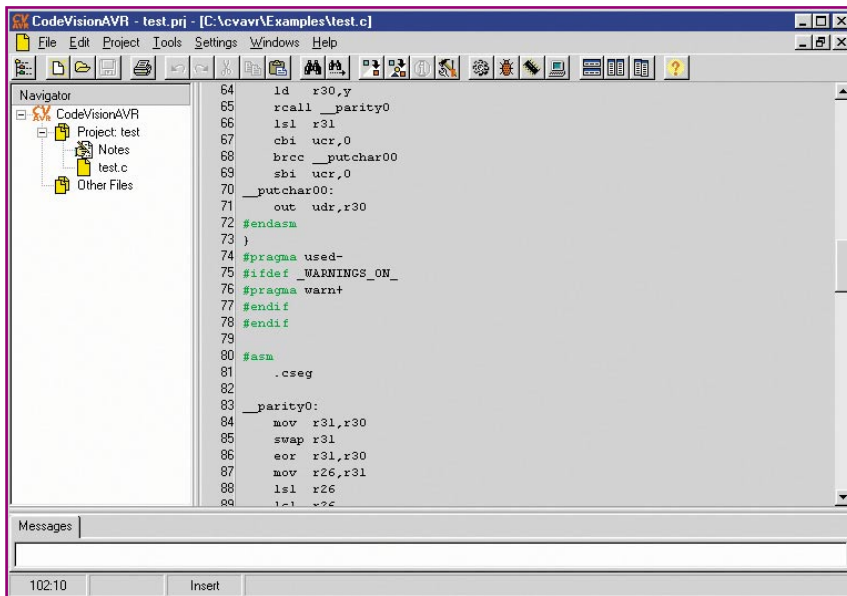 CodeVisionAVR - test.prj - [C:\cvavr\Examples\test.c]
File Edit Project Tools Settings Windows Help
Navigator
CodeVisionAVR
Project: test
Notes
test.c
Other Files
64 ld r30,y
65 rcall __parity0
66 lsl r31
67 cbi ucr,0
68 brcc __putchar00
69 sbi ucr,0
70 __putchar00:
71 out udr,r30
72 #endasm
73 }
74 #pragma used-
75 #ifdef _WARNINGS_ON_
76 #pragma warn+
77 #endif
78 #endif
79
80 #asm
81 .cseg
82
83 __parity0:
84 mov r31,r30
85 swap r31
86 eor r31,r30
87 mov r26,r31
88 lsl r26
89 lsl r26
Messages
102:10 Insert